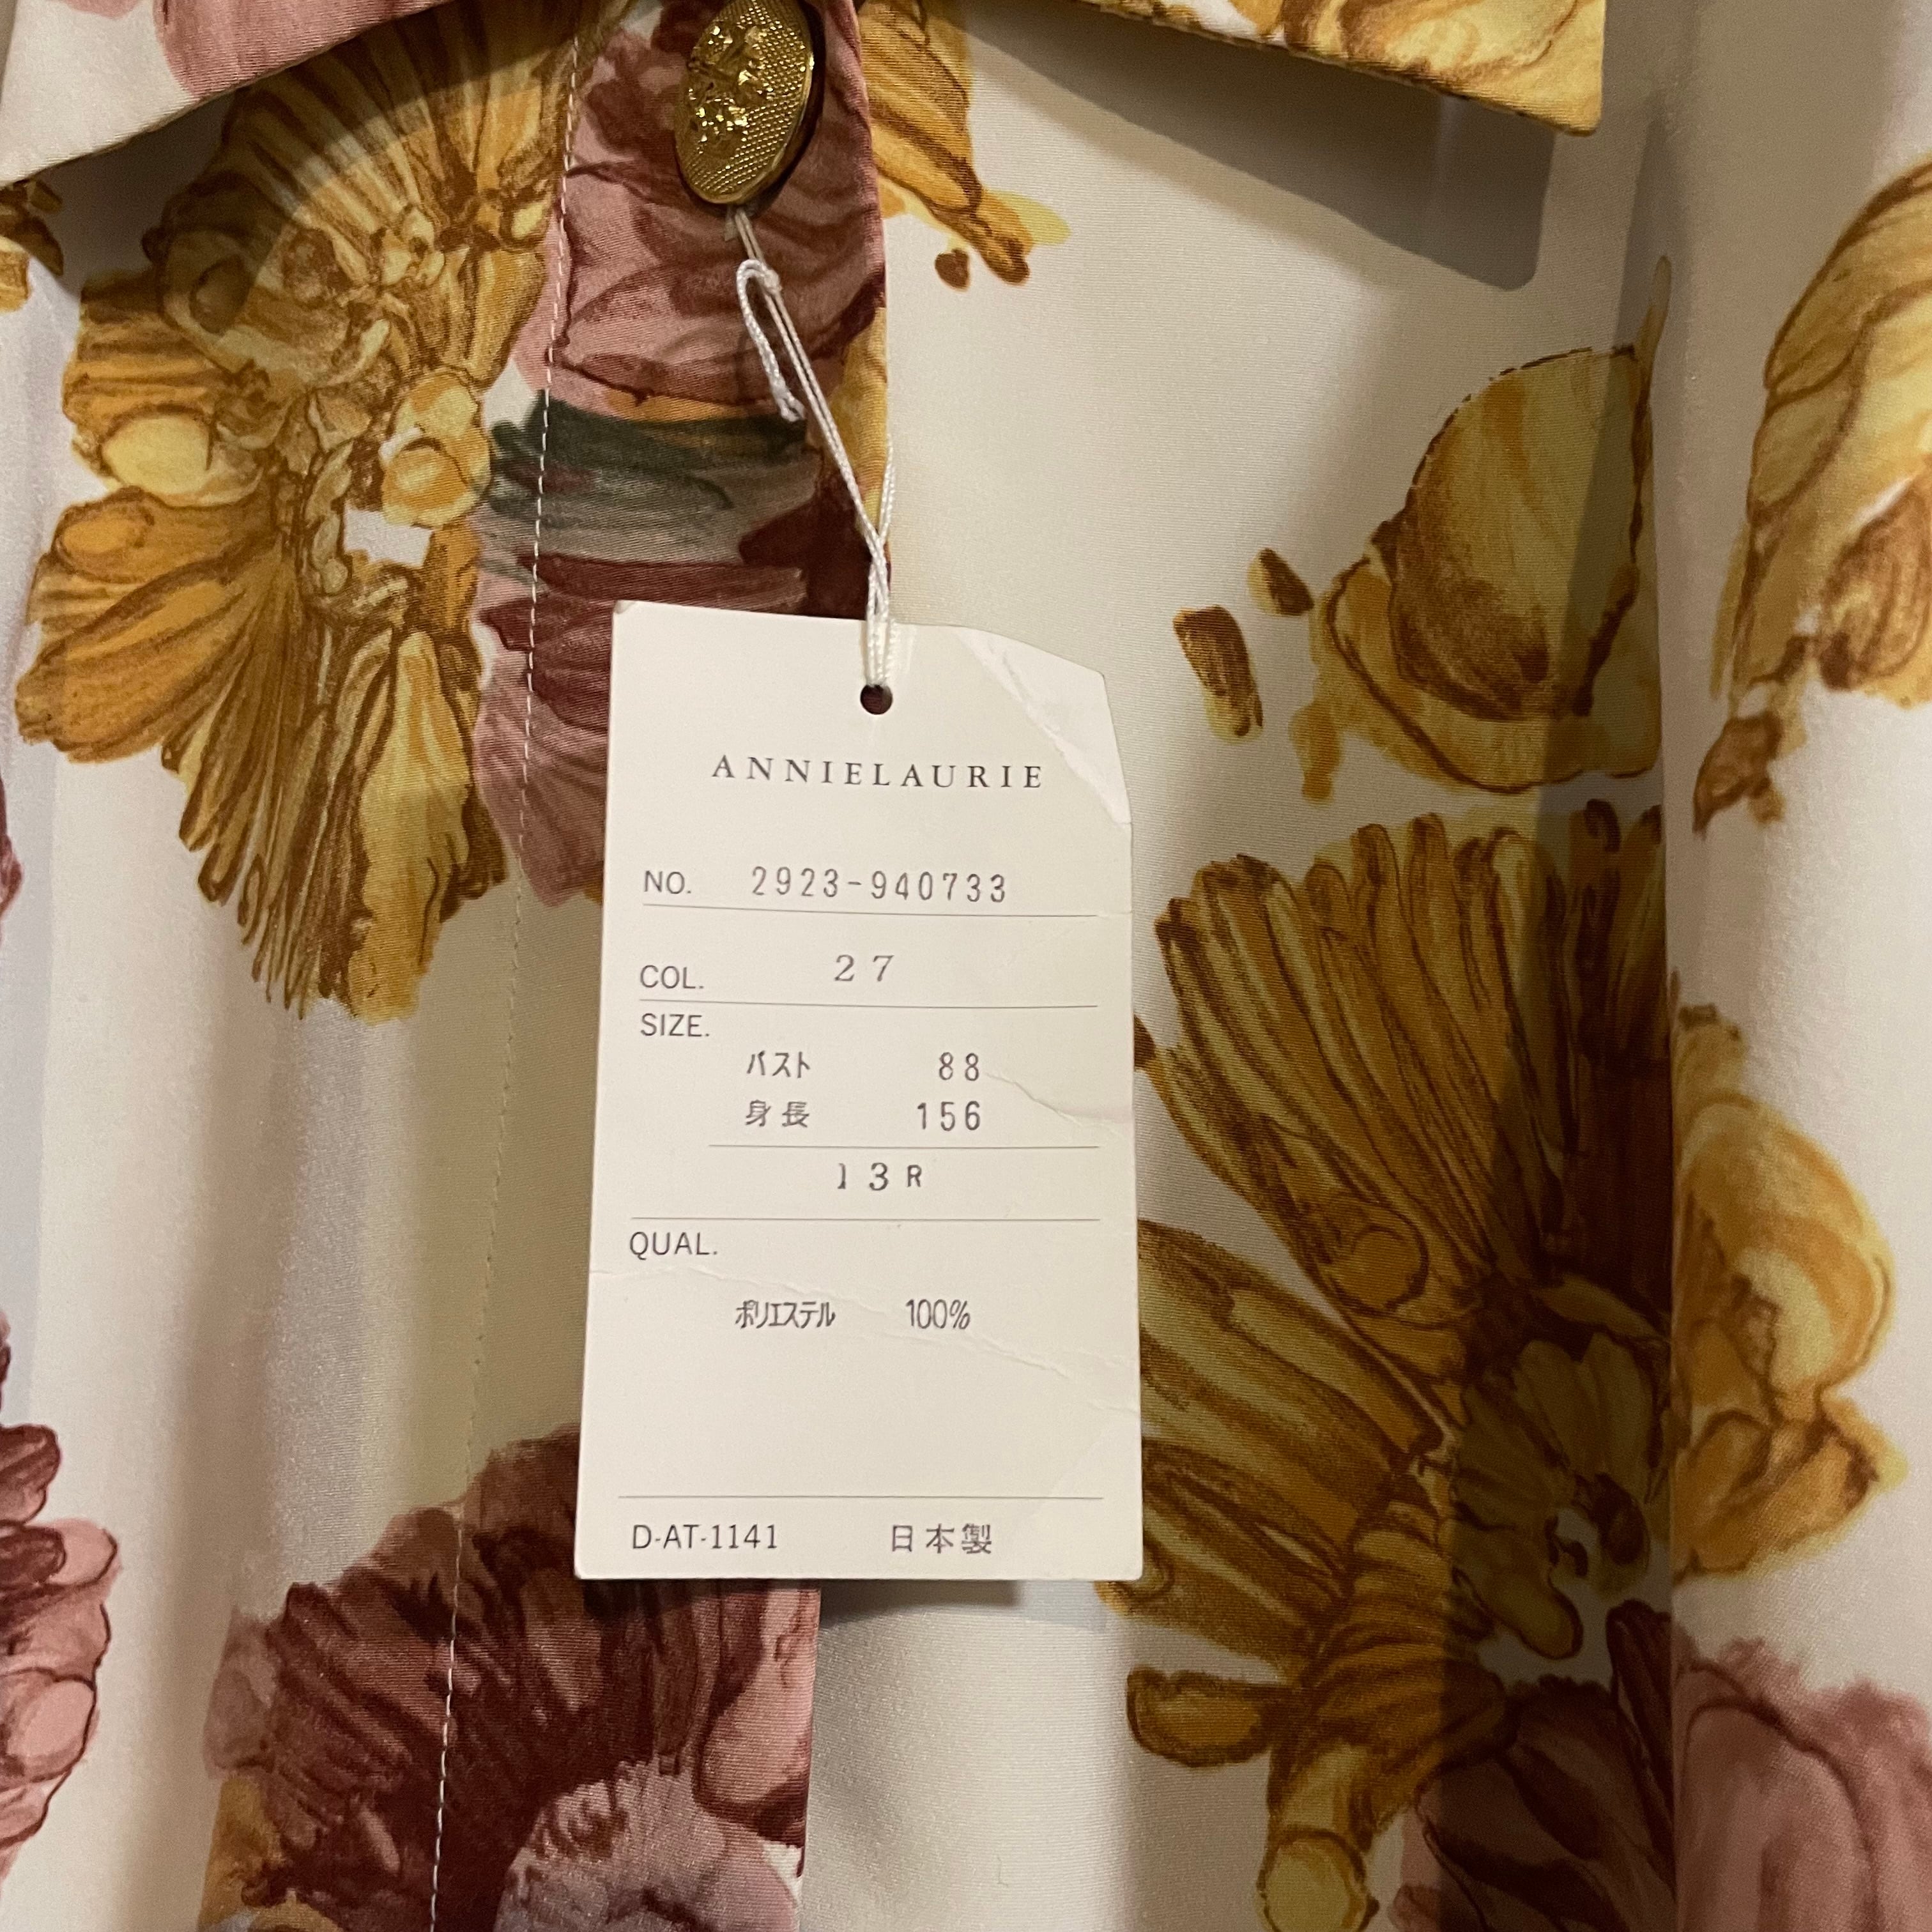 ANNIELAURIE
NO. 2923-940733
COL. 27
SIZE.
バスト 88
身長 156
13R
QUAL.
ポリエステル 100%
D-AT-1141 日本製